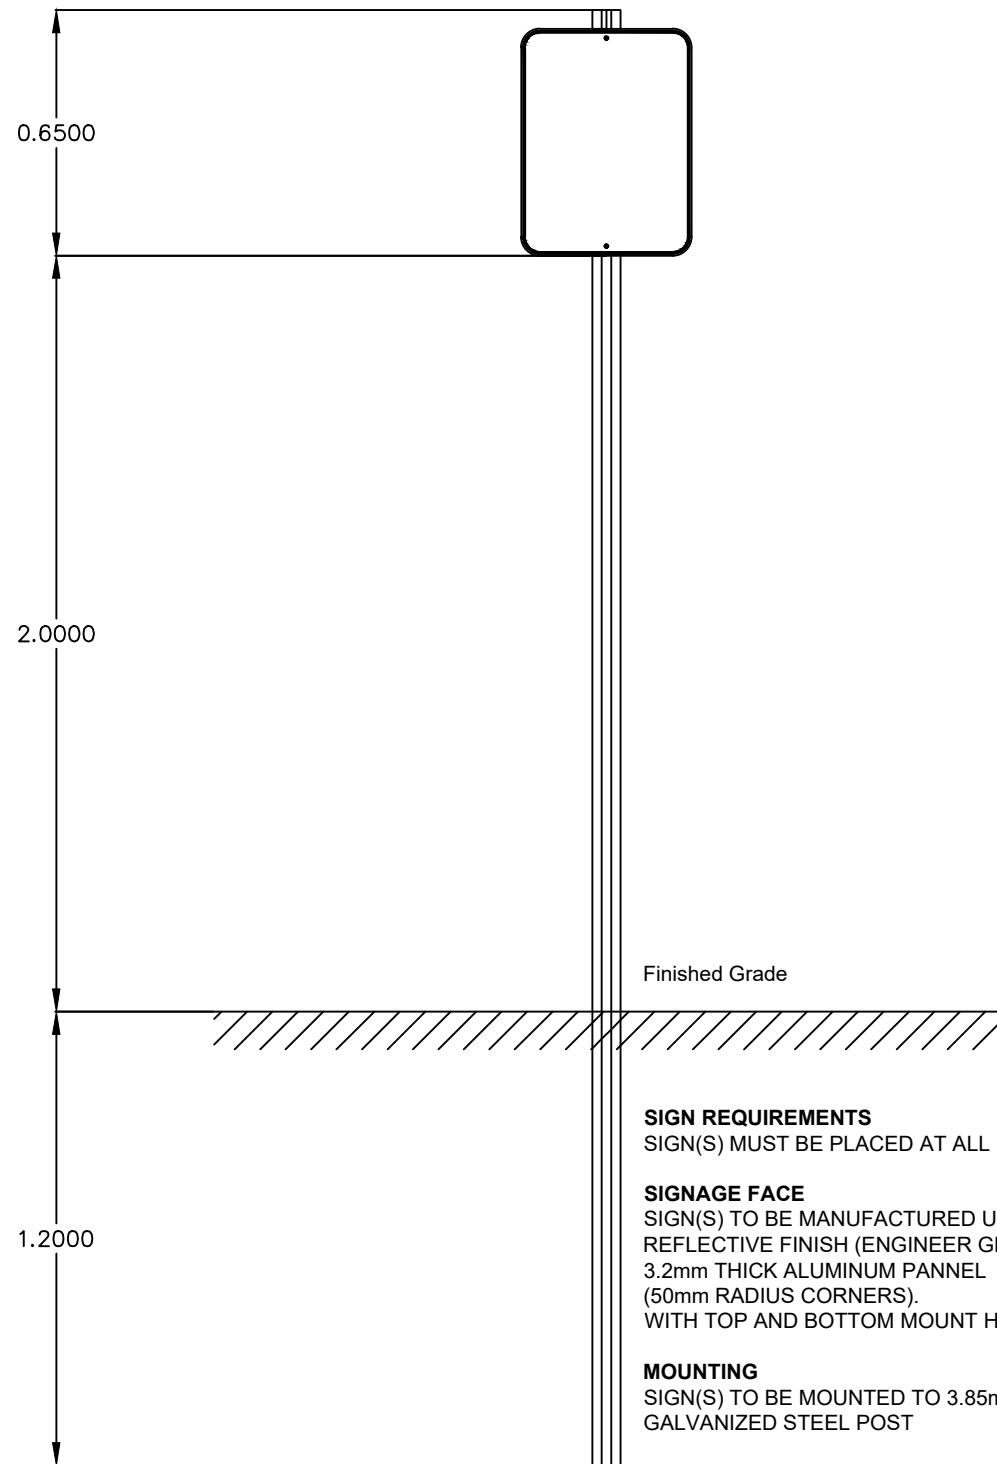 0.6500
2.0000
Finished Grade
SIGN REQUIREMENTS
SIGN(S) MUST BE PLACED AT ALL
SIGNAGE FACE
1.2000
SIGN(S) TO BE MANUFACTURED U
REFLECTIVE FINISH (ENGINEER G
3.2mm THICK ALUMINUM PANNEL
(50mm RADIUS CORNERS).
WITH TOP AND BOTTOM MOUNT H
MOUNTING
SIGN(S) TO BE MOUNTED TO 3.85m
GALVANIZED STEEL POST